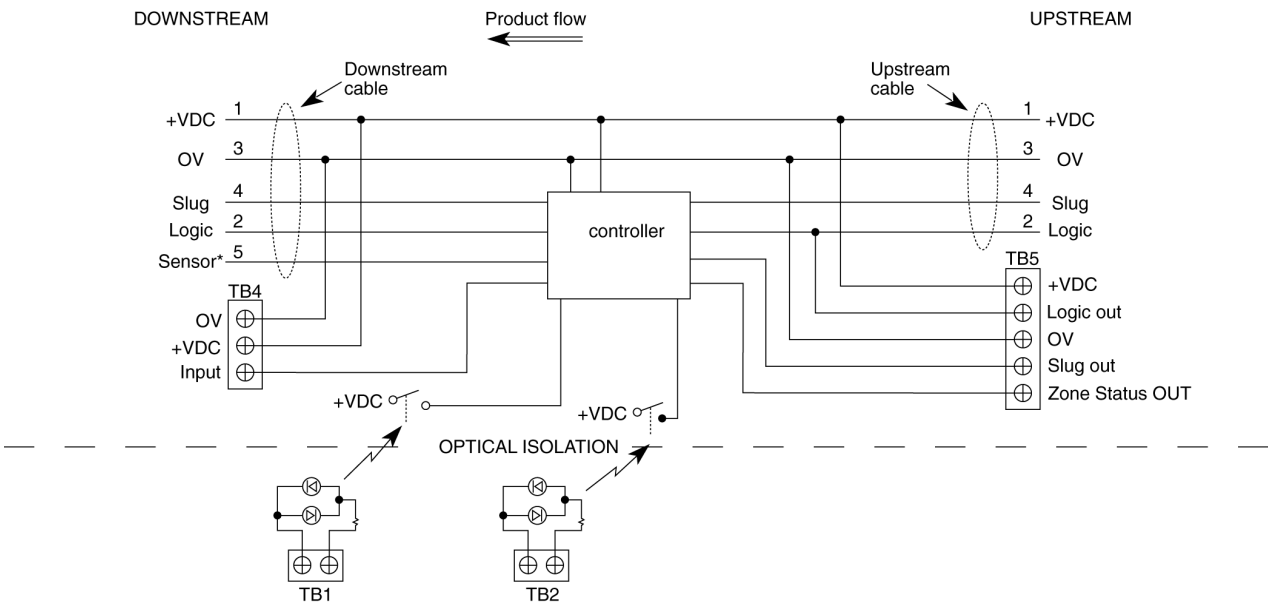 DOWNSTREAM
Product flow
UPSTREAM
Downstream
cable
Upstream
cable
+VDC 1
1 +VDC
OV 3
3 OV
Slug 4
4 Slug
Logic 2
2 Logic
controller
Sensor* 5
TB4
OV
+VDC
Input
TB5
+VDC
Logic out
OV
Slug out
Zone Status OUT
+VDC
+VDC
OPTICAL ISOLATION
TB1
TB2